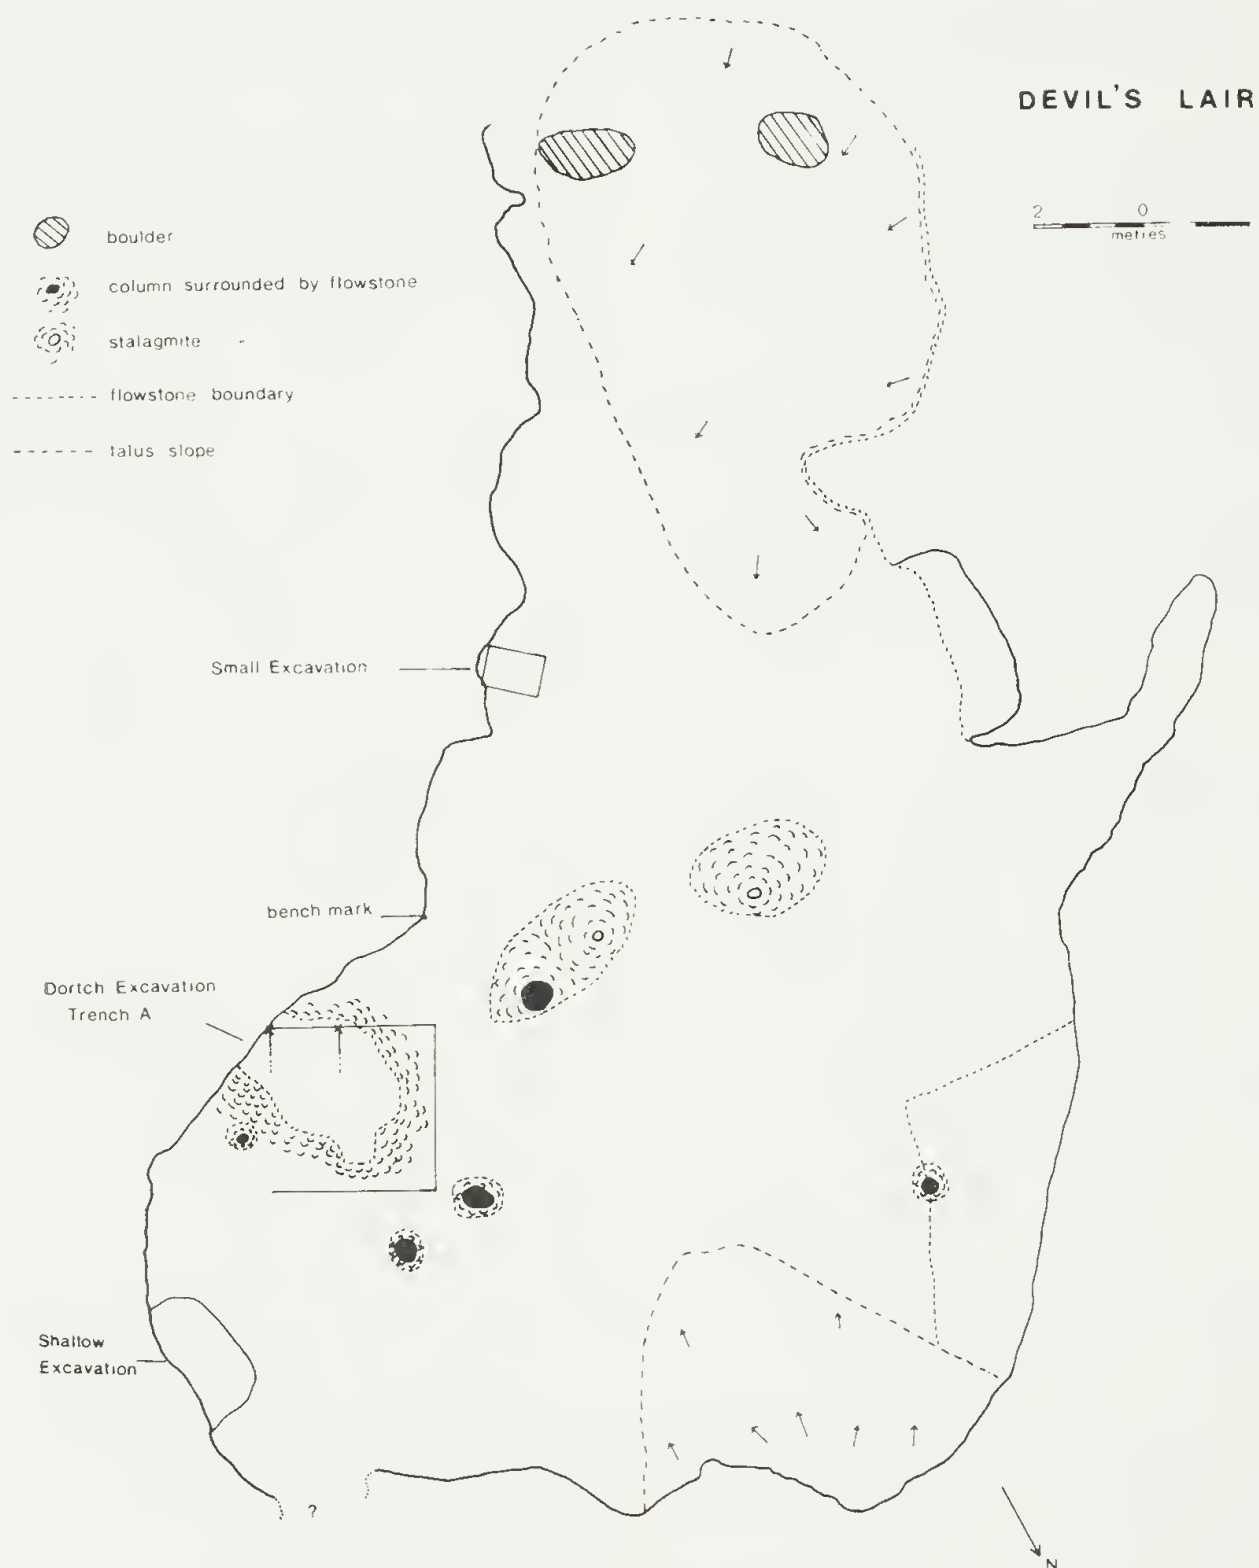 DEVIL'S LAIR
2 0
metres
boulder
column surrounded by flowstone
stalagmite "
flowstone boundary
talus slope
Small Excavation
bench mark
Dortch Excavation
Trench A
Shallow
Excavation
?
N